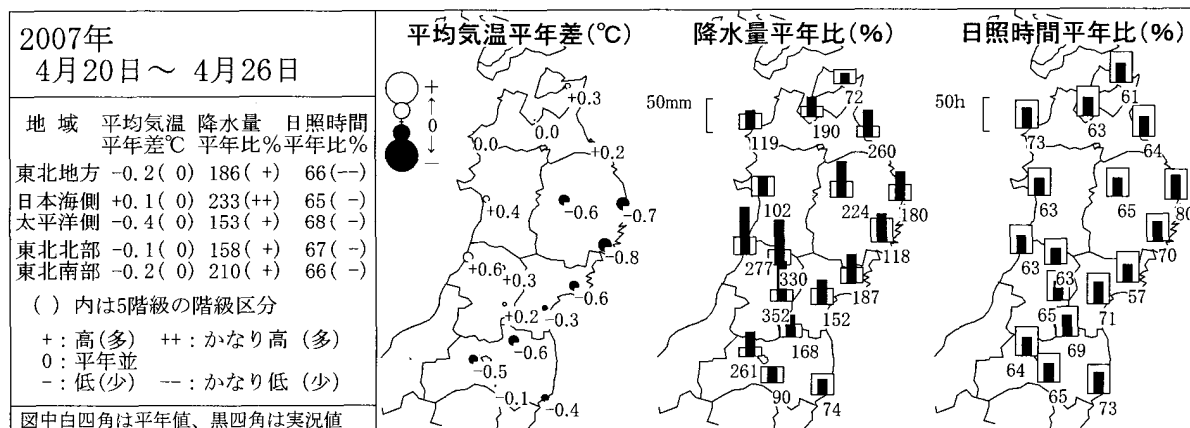 2007年
4月20日～ 4月26日
地 域 平均気温 降水量 日照時間
平年差℃ 平年比% 平年比%
東北地方 -0.2( 0) 186( +) 66(--)
日本海側 +0.1( 0) 233(++) 65( -)
太平洋側 -0.4( 0) 153( +) 68( -)
東北北部 -0.1( 0) 158( +) 67( -)
東北南部 -0.2( 0) 210( +) 66( -)
( ) 内は5階級の階級区分
+：高(多) ++：かなり高 (多)
0：平年並
-：低(少) --：かなり低 (少)
図中白四角は平年値、黒四角は実況値
平均気温平年差(℃)
+
↑
0
↓
-
+0.3
0.0
0.0
+0.2
+0.4
-0.6
-0.7
-0.8
+0.6
+0.3
-0.6
+0.2
-0.3
-0.6
-0.5
-0.1
-0.4
降水量平年比(%)
50mm
72
190
119
260
102
224
180
118
277
330
187
352
152
168
261
90
74
日照時間平年比(%)
50h
61
63
73
64
63
65
80
70
63
63
57
65
71
69
64
65
73